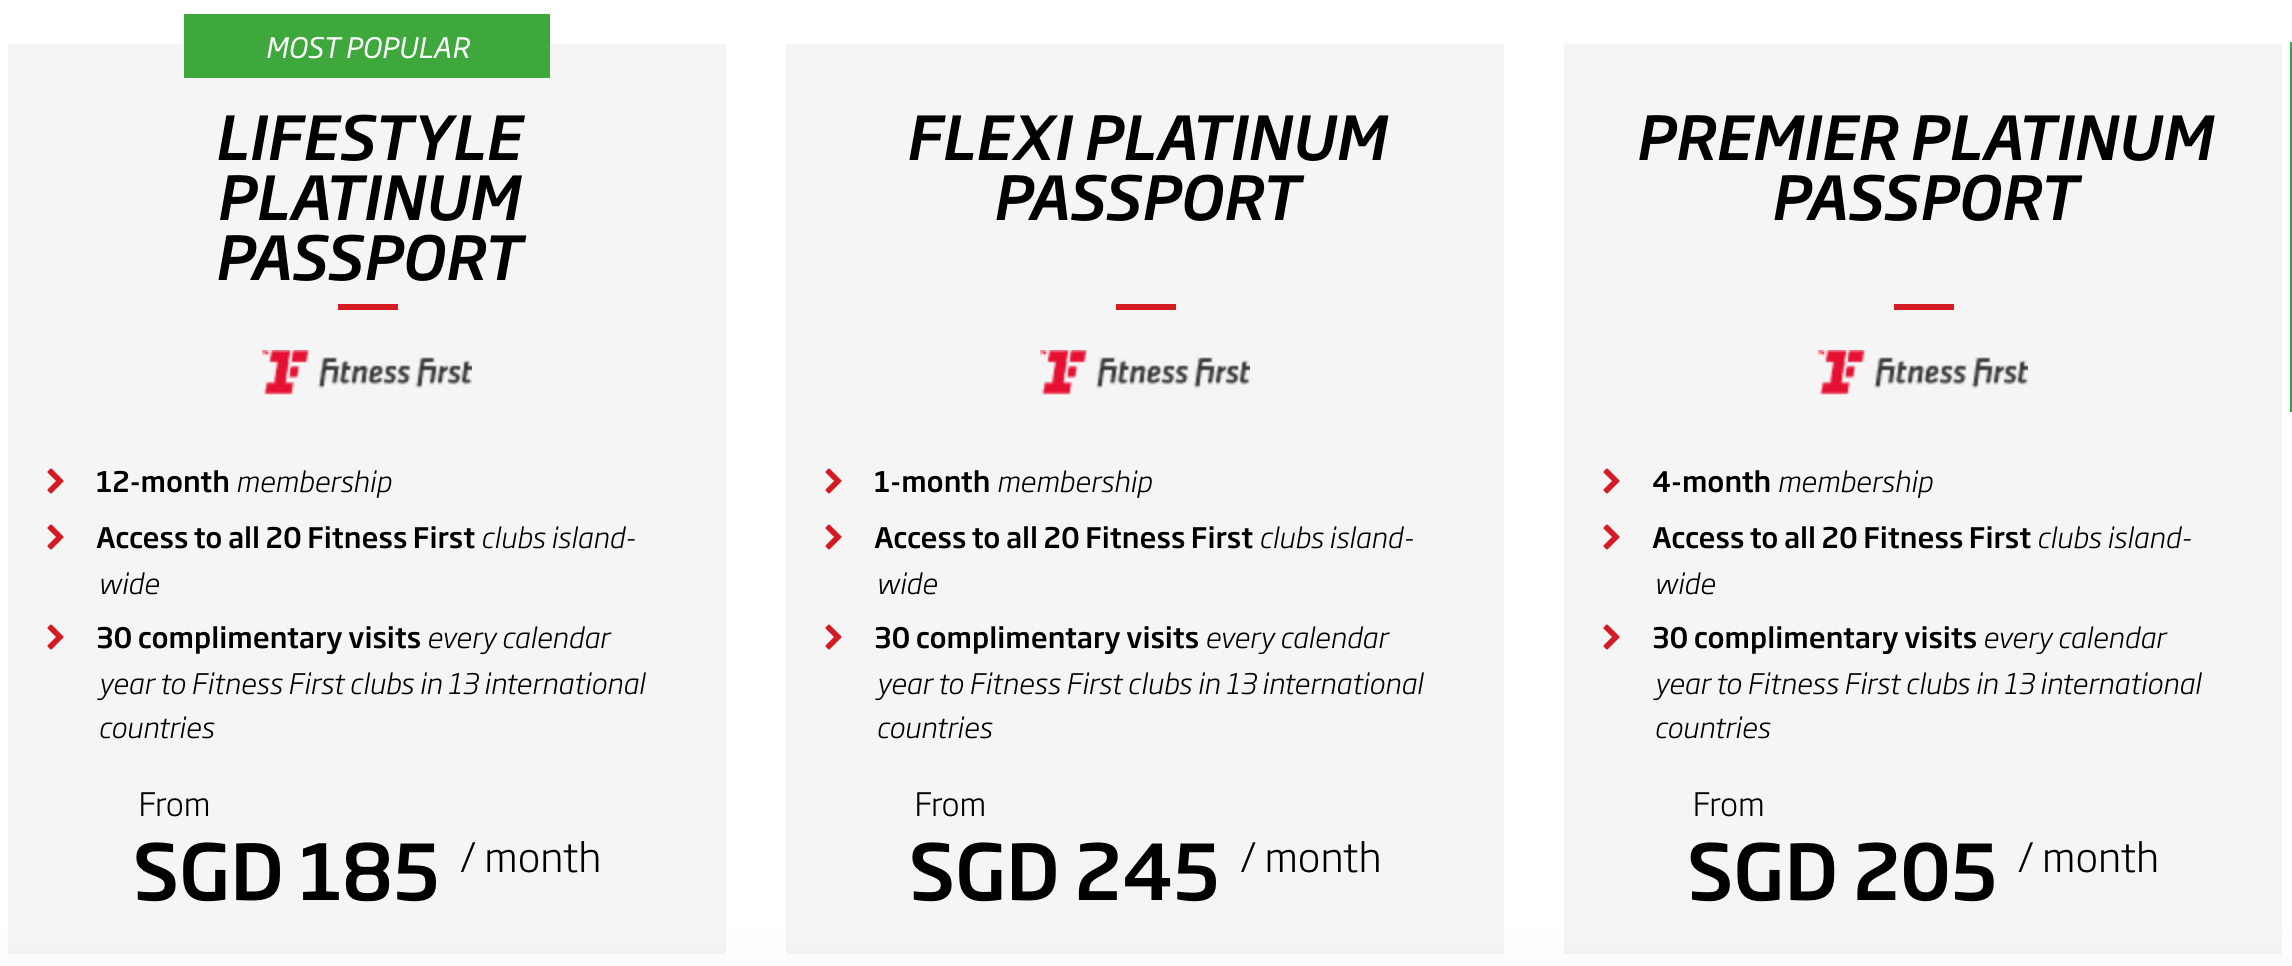 MOST POPULAR
LIFESTYLE
PLATINUM
PASSPORT
Fitness First
12-month membership
Access to all 20 Fitness First clubs island-
wide
30 complimentary visits every calendar
year to Fitness First clubs in 13 international
countries
From
SGD 185 / month
FLEXI PLATINUM
PASSPORT
Fitness First
1-month membership
Access to all 20 Fitness First clubs island-
wide
30 complimentary visits every calendar
year to Fitness First clubs in 13 international
countries
From
SGD 245 / month
PREMIER PLATINUM
PASSPORT
Fitness First
4-month membership
Access to all 20 Fitness First clubs island-
wide
30 complimentary visits every calendar
year to Fitness First clubs in 13 international
countries
From
SGD 205 / month